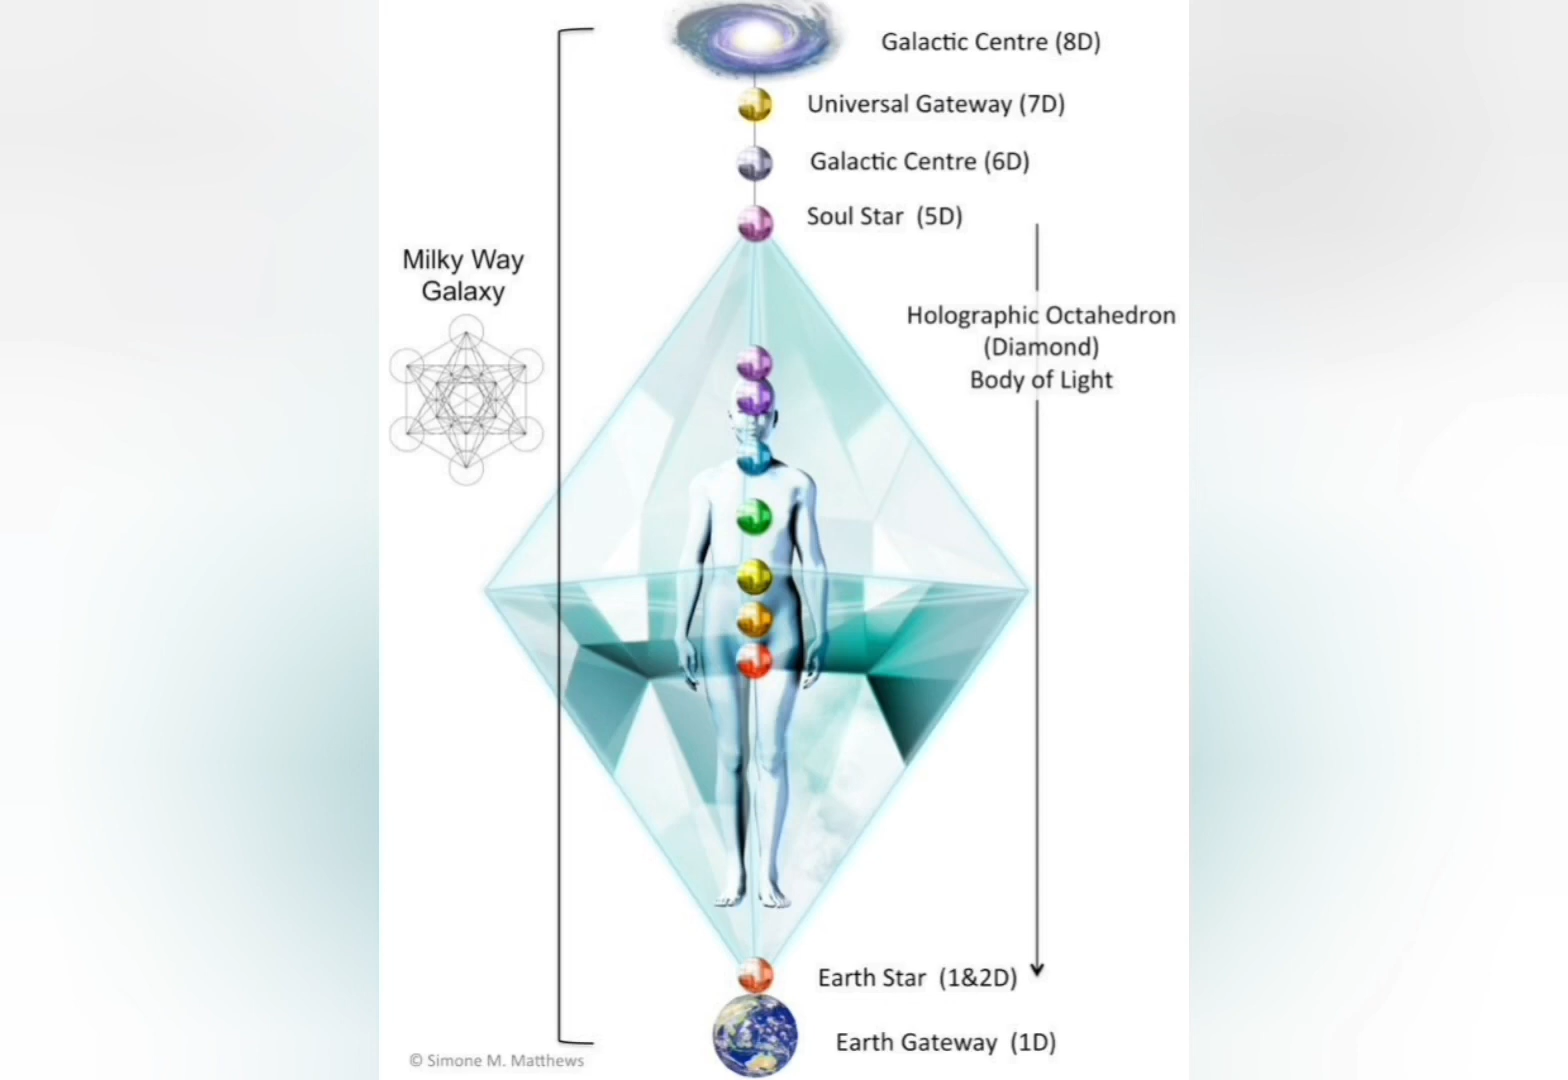 Galactic Centre (8D)
Universal Gateway (7D)
Galactic Centre (6D)
Soul Star (5D)
Milky Way
Galaxy
Holographic Octahedron
(Diamond)
Body of Light
Earth Star (1&2D)
Earth Gateway (1D)
© Simone M. Matthews